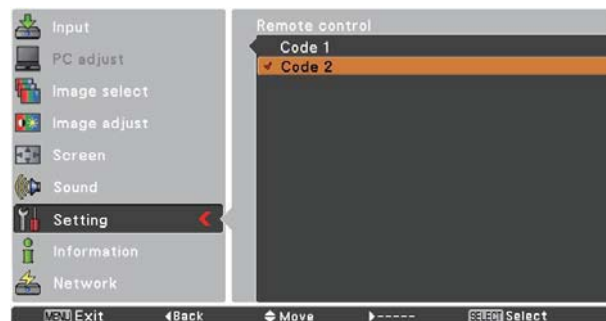 Input
PC adjust
Image select
Image adjust
Screen
Sound
Setting
Information
Network
Remote control
Code 1
Code 2
MENU Exit ◀Back Move ▶----- SELECT Select